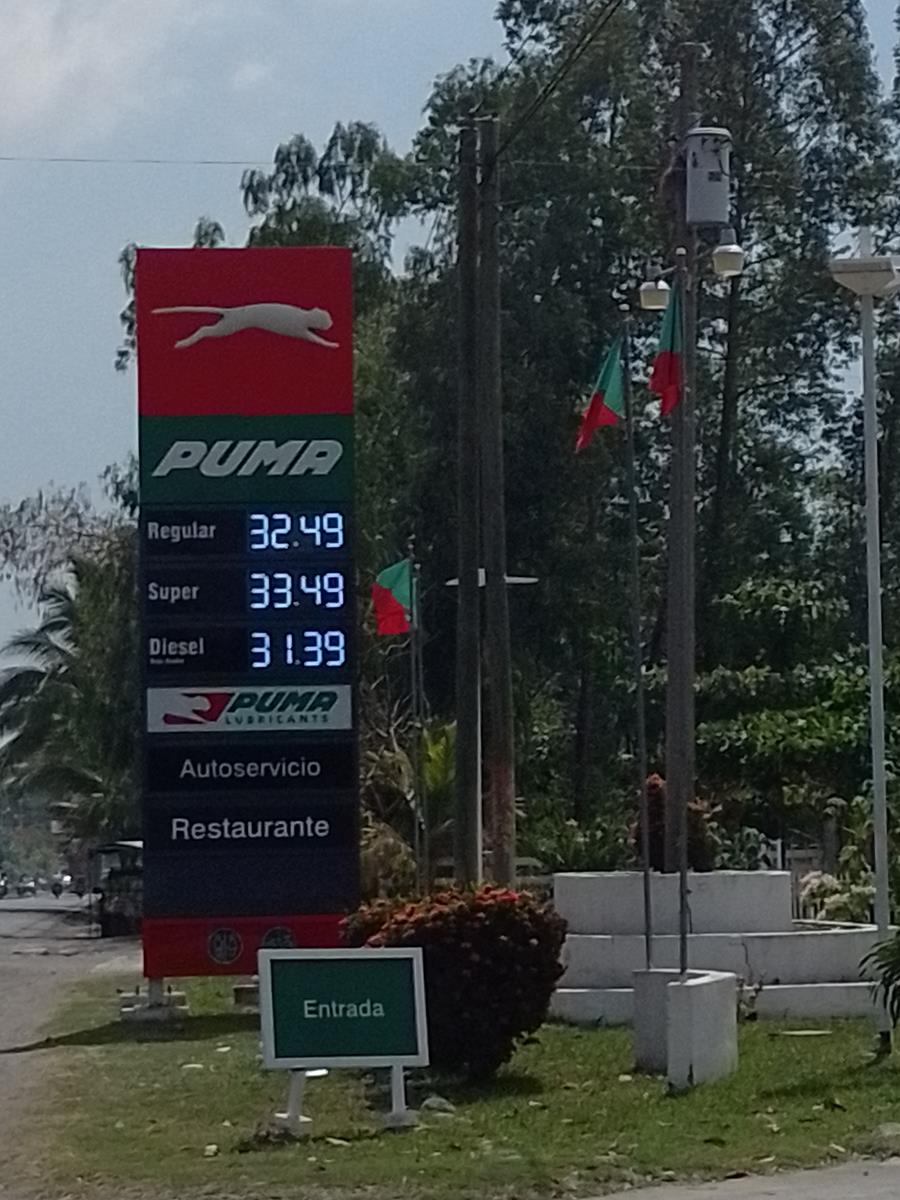 PUMA
Regular 32.49
Super 33.49
Diesel 31.39
PUMA
LUBRICANTS
Autoservicio
Restaurante
Entrada